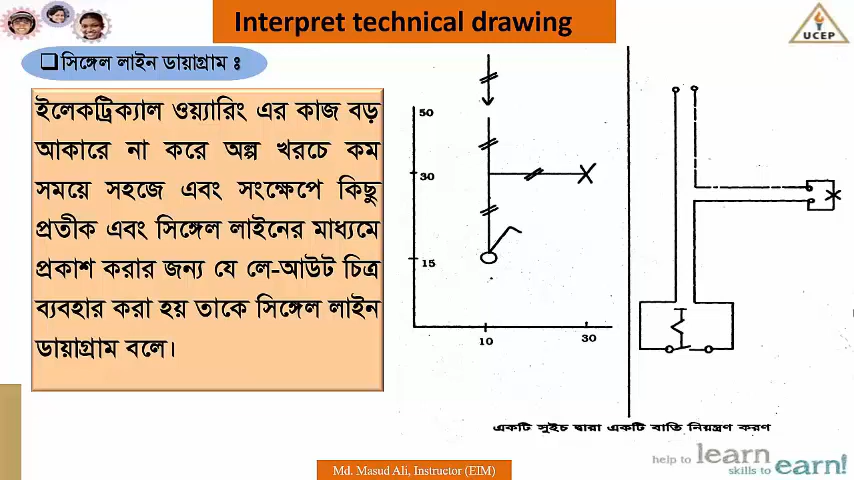 Interpret technical drawing
UCEP
❑সিঙ্গেল লাইন ডায়াগ্রাম ঃ
ইলেকট্রিক্যাল ওয়্যারিং এর কাজ বড়
আকারে না করে অল্প খরচে কম
সময়ে সহজে এবং সংক্ষেপে কিছু
প্রতীক এবং সিঙ্গেল লাইনের মাধ্যমে
প্রকাশ করার জন্য যে লে-আউট চিত্র
ব্যবহার করা হয় তাকে সিঙ্গেল লাইন
ডায়াগ্রাম বলে।
50
30
15
10
30
একটি সুইচ দ্বারা একটি বাতি নিয়ন্ত্রণ করণ
Md. Masud Ali, Instructor (EIM)
help to learn
skills to earn!